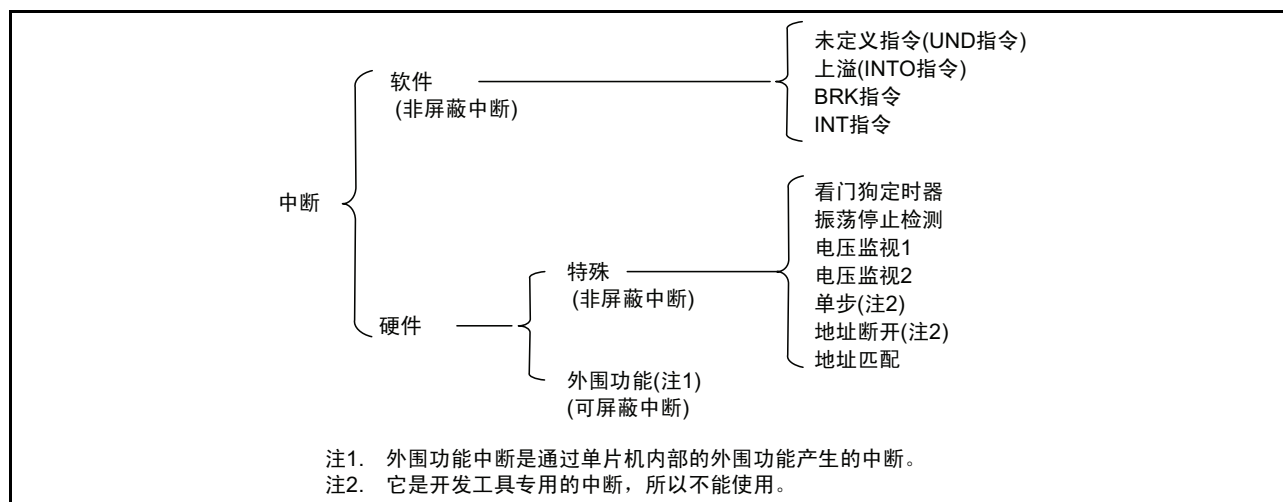 中断
软件
(非屏蔽中断)
未定义指令(UND指令)
上溢(INTO指令)
BRK指令
INT指令
硬件
特殊
(非屏蔽中断)
看门狗定时器
振荡停止检测
电压监视1
电压监视2
单步(注2)
地址断开(注2)
地址匹配
外围功能(注1)
(可屏蔽中断)
注1. 外围功能中断是通过单片机内部的外围功能产生的中断。
注2. 它是开发工具专用的中断，所以不能使用。